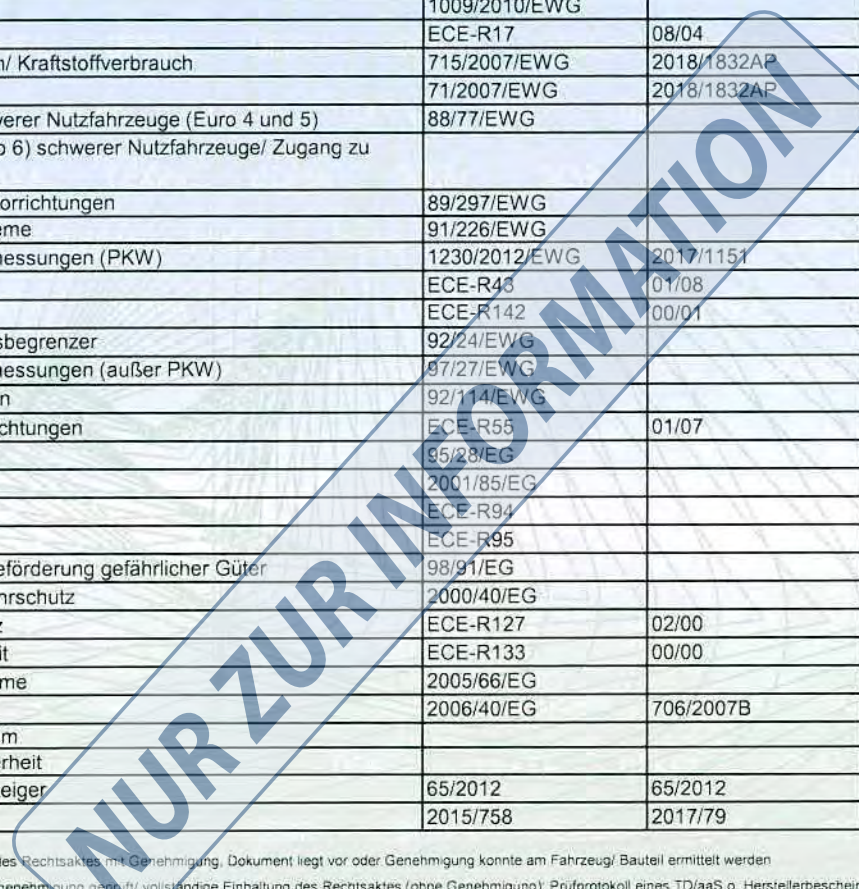 1009/2010/EWG
ECE-R17 08/04
n/ Kraftstoffverbrauch 715/2007/EWG 2018/1832AP
71/2007/EWG 2018/1832AP
verer Nutzfahrzeuge (Euro 4 und 5) 88/77/EWG
o 6) schwerer Nutzfahrzeuge/ Zugang zu
orrichtungen 89/297/EWG
eme 91/226/EWG
nessungen (PKW) 1230/2012/EWG 2017/1151
ECE-R43 01/08
ECE-R142 00/01
sbegrenzer 92/24/EWG
nessungen (außer PKW) 97/27/EWG
n 92/114/EWG
chtungen ECE-R55 01/07
95/28/EG
2001/85/EG
ECE-R94
ECE-R95
eförderung gefährlicher Güter 98/91/EG
hrschutz 2000/40/EG
z ECE-R127 02/00
it ECE-R133 00/00
me 2005/66/EG
2006/40/EG 706/2007B
m
rheit
eiger 65/2012 65/2012
2015/758 2017/79
NUR ZUR INFORMATION
des Rechtsaktes mit Genehmigung, Dokument liegt vor oder Genehmigung konnte am Fahrzeug/ Bauteil ermittelt werden
genehmigung geprüft/ vollständige Einhaltung des Rechtsaktes (ohne Genehmigung): Prüfprotokoll eines TD/aaS o. Herstellerbeschei